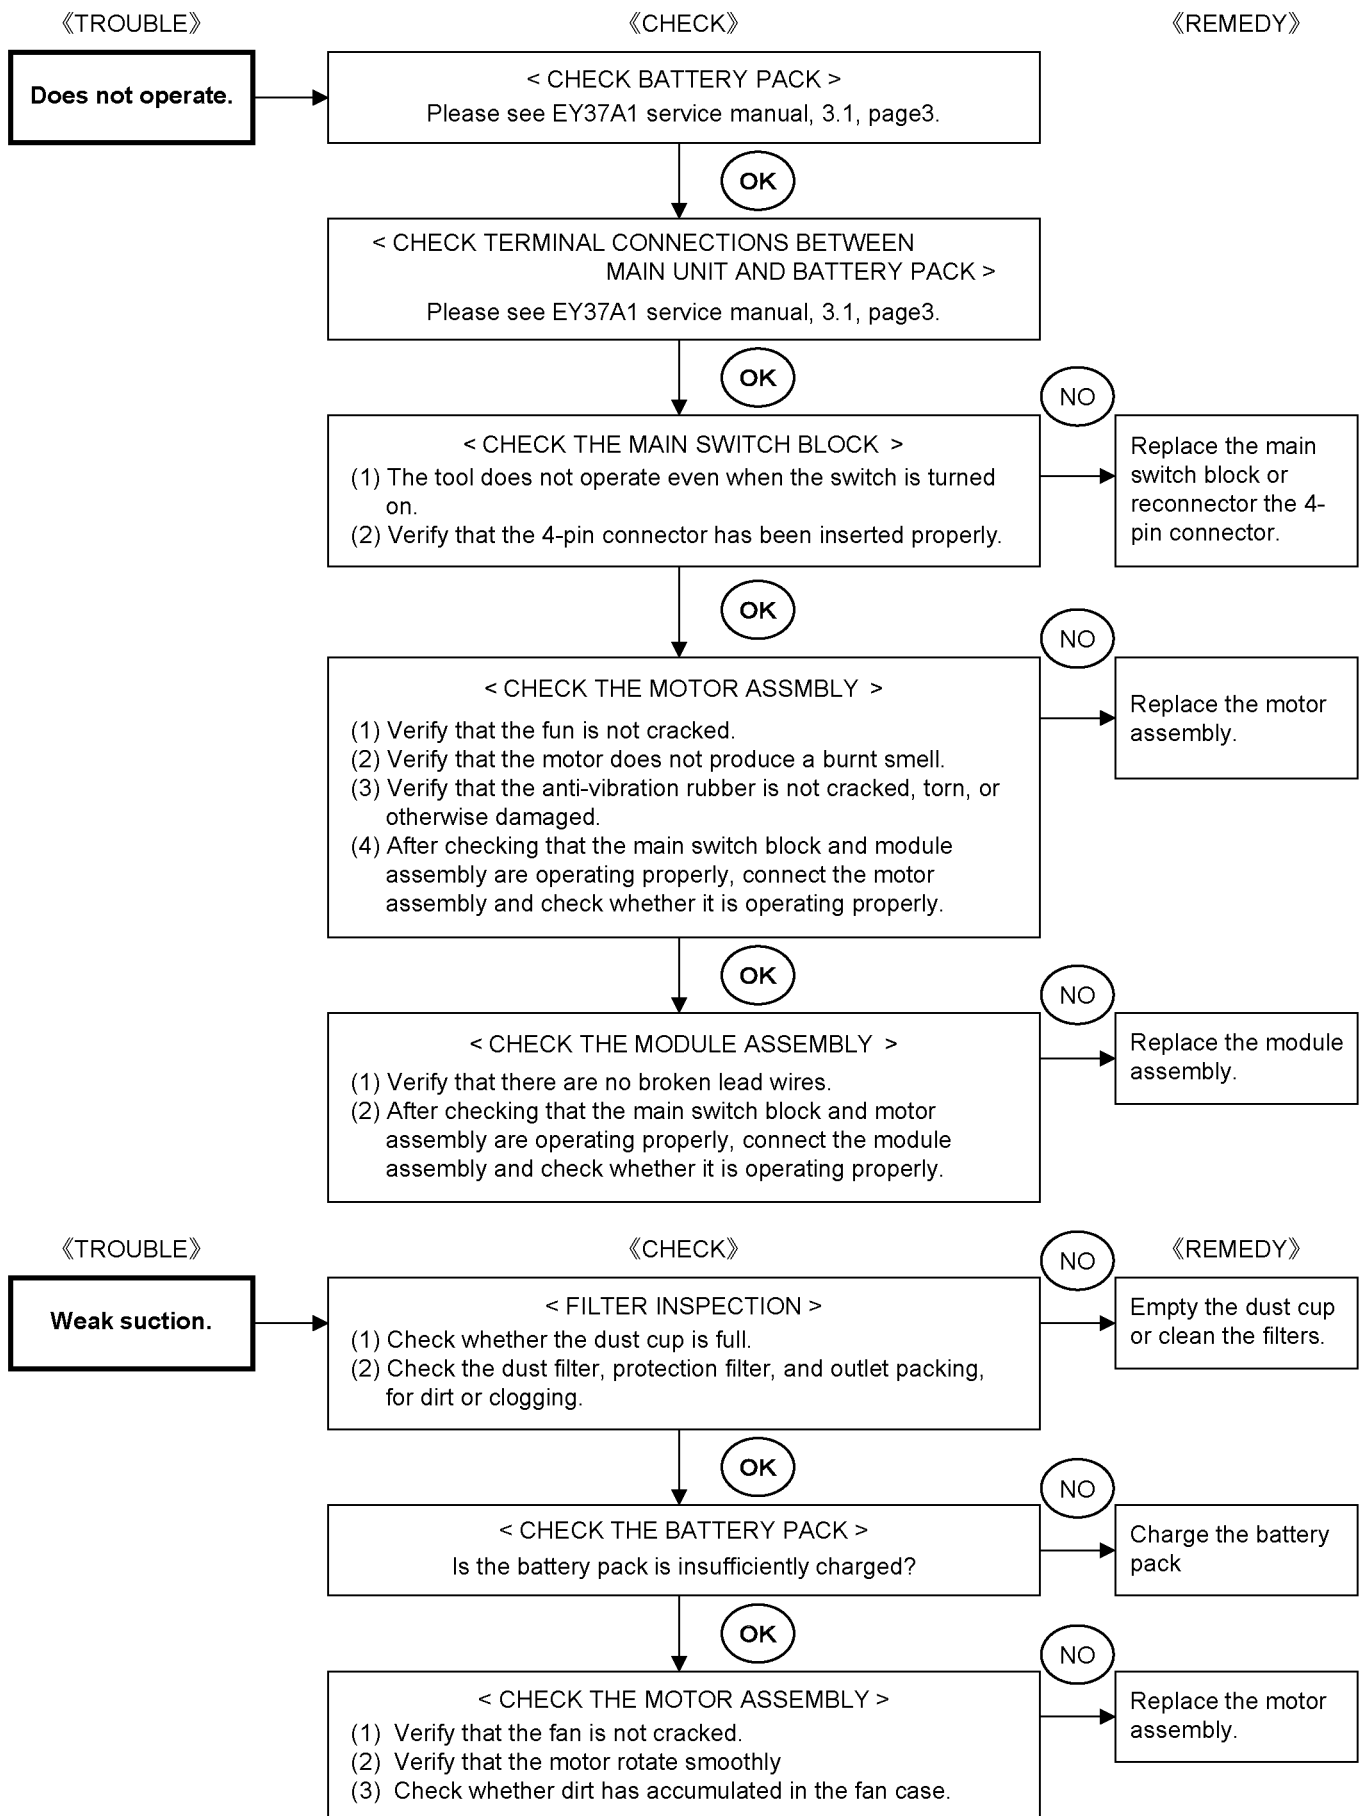 《TROUBLE》
《CHECK》
《REMEDY》
Does not operate.
< CHECK BATTERY PACK >
Please see EY37A1 service manual, 3.1, page3.
OK
< CHECK TERMINAL CONNECTIONS BETWEEN
MAIN UNIT AND BATTERY PACK >
Please see EY37A1 service manual, 3.1, page3.
OK
NO
< CHECK THE MAIN SWITCH BLOCK >
(1) The tool does not operate even when the switch is turned
on.
(2) Verify that the 4-pin connector has been inserted properly.
Replace the main
switch block or
reconnector the 4-
pin connector.
OK
NO
< CHECK THE MOTOR ASSMBLY >
(1) Verify that the fun is not cracked.
(2) Verify that the motor does not produce a burnt smell.
(3) Verify that the anti-vibration rubber is not cracked, torn, or
otherwise damaged.
(4) After checking that the main switch block and module
assembly are operating properly, connect the motor
assembly and check whether it is operating properly.
Replace the motor
assembly.
OK
NO
< CHECK THE MODULE ASSEMBLY >
(1) Verify that there are no broken lead wires.
(2) After checking that the main switch block and motor
assembly are operating properly, connect the module
assembly and check whether it is operating properly.
Replace the module
assembly.
《TROUBLE》
《CHECK》
NO
《REMEDY》
Weak suction.
< FILTER INSPECTION >
(1) Check whether the dust cup is full.
(2) Check the dust filter, protection filter, and outlet packing,
for dirt or clogging.
Empty the dust cup
or clean the filters.
OK
NO
< CHECK THE BATTERY PACK >
Is the battery pack is insufficiently charged?
Charge the battery
pack
OK
NO
< CHECK THE MOTOR ASSEMBLY >
(1) Verify that the fan is not cracked.
(2) Verify that the motor rotate smoothly
(3) Check whether dirt has accumulated in the fan case.
Replace the motor
assembly.